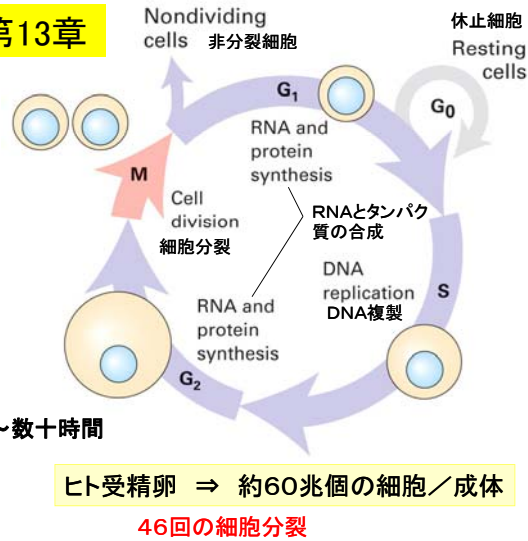 第13章
Nondividing
cells 非分裂細胞
休止細胞
Resting
cells
G1
G0
RNA and
protein
synthesis
M
Cell
division
細胞分裂
RNAとタンパク
質の合成
DNA
replication
DNA複製
S
RNA and
protein
synthesis
G2
~数十時間
ヒト受精卵 ⇒ 約60兆個の細胞/成体
46回の細胞分裂